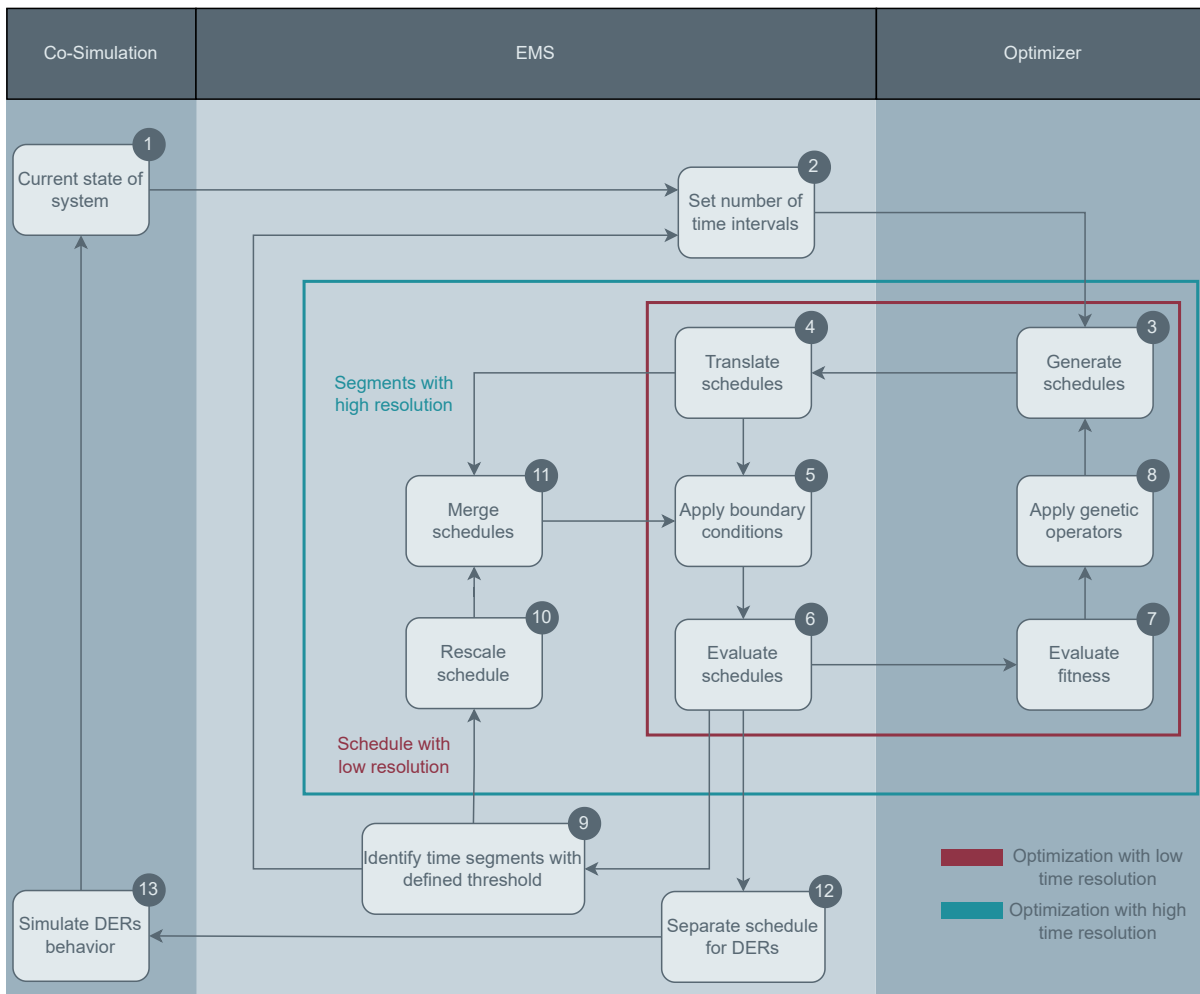 Co-Simulation
EMS
Optimizer
1
Current state of
system
2
Set number of
time intervals
4
Translate
schedules
3
Generate
schedules
Segments with
high resolution
11
Merge
schedules
5
Apply boundary
conditions
8
Apply genetic
operators
10
Rescale
schedule
6
Evaluate
schedules
7
Evaluate
fitness
Schedule with
low resolution
9
Identify time segments with
defined threshold
13
Simulate DERs
behavior
12
Separate schedule
for DERs
Optimization with low
time resolution
Optimization with high
time resolution